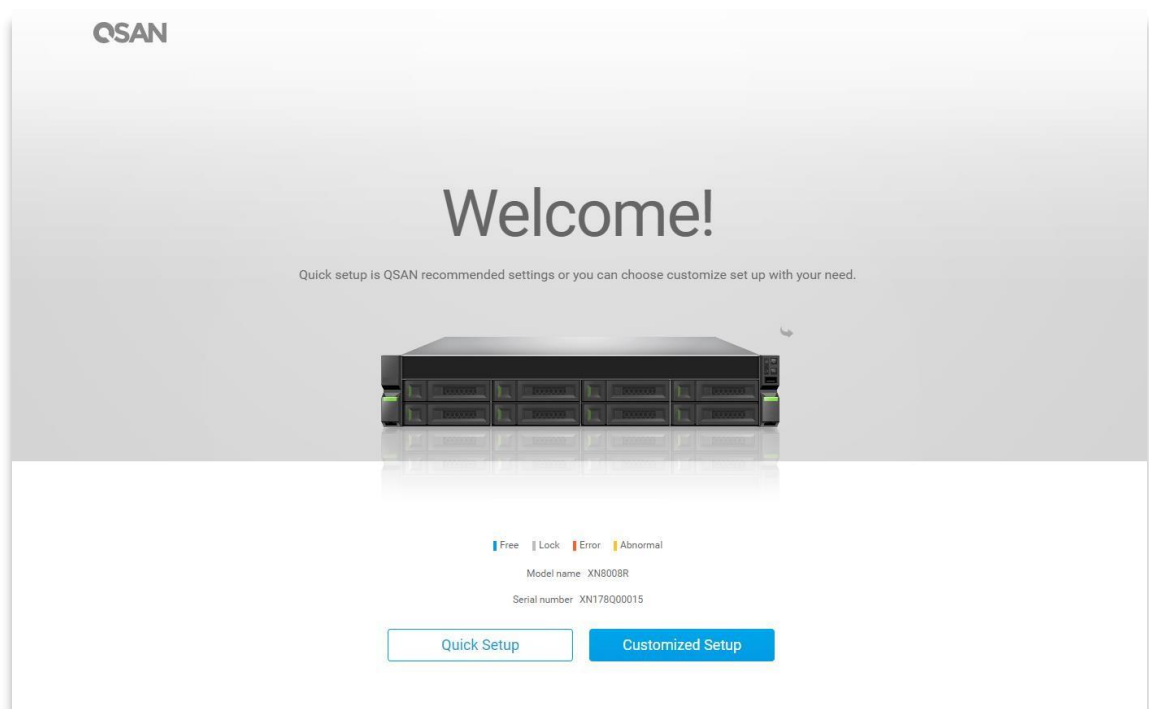 QSAN
Welcome!
Quick setup is QSAN recommended settings or you can choose customize set up with your need.
Free Lock Error Abnormal
Model name XN8008R
Serial number XN178Q00015
Quick Setup Customized Setup